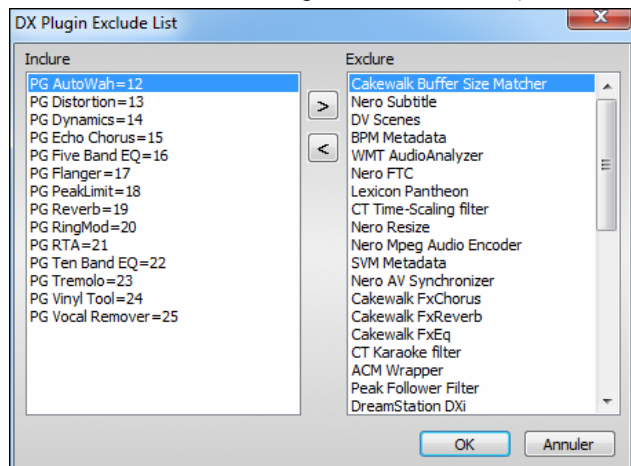 DX Plugin Exclude List
Inclure
PG AutoWah=12
PG Distortion=13
PG Dynamics=14
PG Echo Chorus=15
PG Five Band EQ=16
PG Flanger=17
PG PeakLimit=18
PG Reverb=19
PG RingMod=20
PG RTA=21
PG Ten Band EQ=22
PG Tremolo=23
PG Vinyl Tool=24
PG Vocal Remover=25
>
<
Exclure
Cakewalk Buffer Size Matcher
Nero Subtitle
DV Scenes
BPM Metadata
WMT AudioAnalyzer
Nero FTC
Lexicon Pantheon
CT Time-Scaling filter
Nero Resize
Nero Mpeg Audio Encoder
SVM Metadata
Nero AV Synchronizer
Cakewalk FxChorus
Cakewalk FxReverb
Cakewalk FxEq
CT Karaoke filter
ACM Wrapper
Peak Follower Filter
DreamStation DXi
OK
Annuler